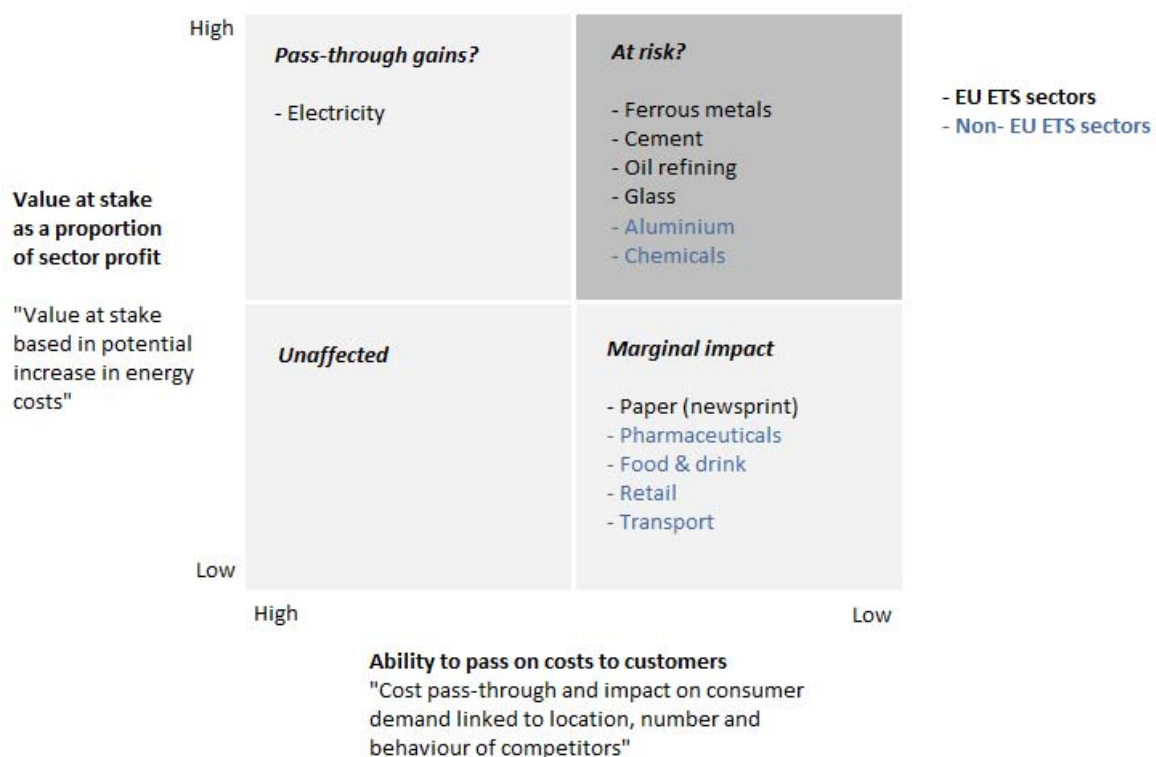 High
Pass-through gains?
- Electricity
At risk?
- Ferrous metals
- Cement
- Oil refining
- Glass
- Aluminium
- Chemicals
- EU ETS sectors
- Non- EU ETS sectors
Value at stake
as a proportion
of sector profit
"Value at stake
based in potential
increase in energy
costs"
Unaffected
Marginal impact
- Paper (newsprint)
- Pharmaceuticals
- Food & drink
- Retail
- Transport
Low
High
Low
Ability to pass on costs to customers
"Cost pass-through and impact on consumer
demand linked to location, number and
behaviour of competitors"